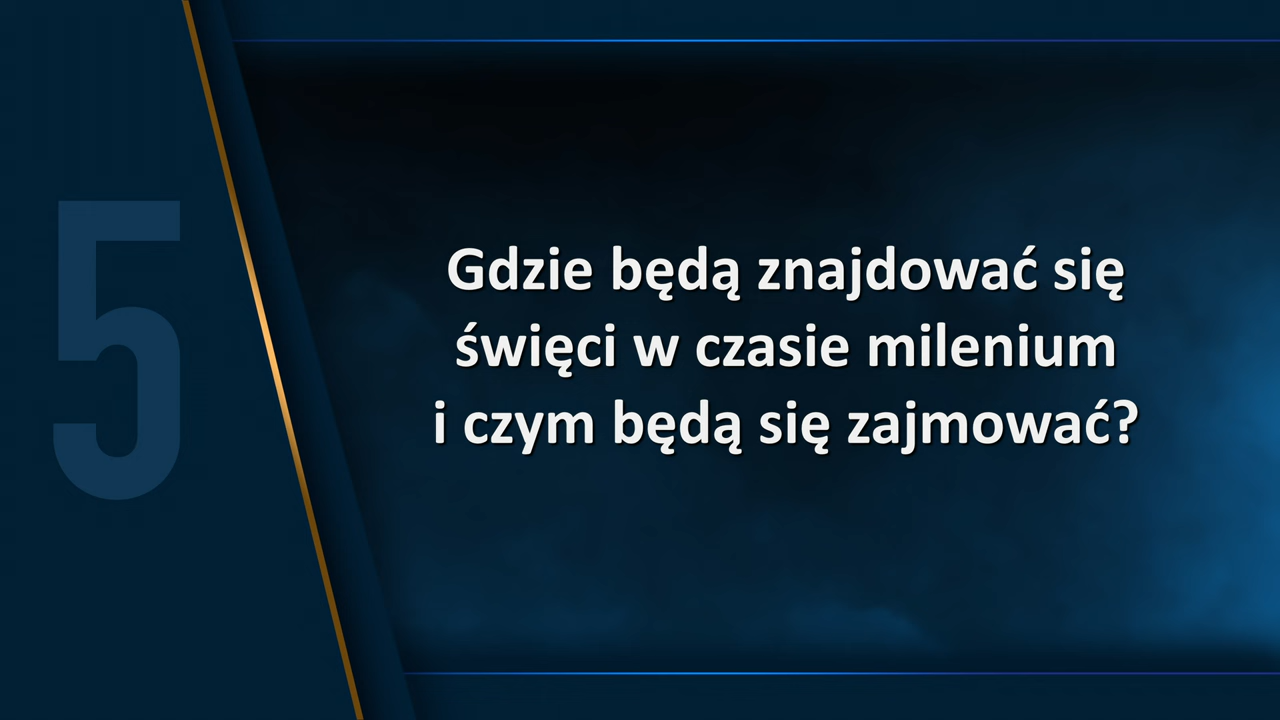 5
Gdzie będą znajdować się
święci w czasie milenium
i czym będą się zajmować?